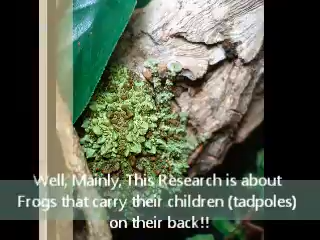 Well, Mainly, This Research is about
Frogs that carry their children (tadpoles)
on their back!!